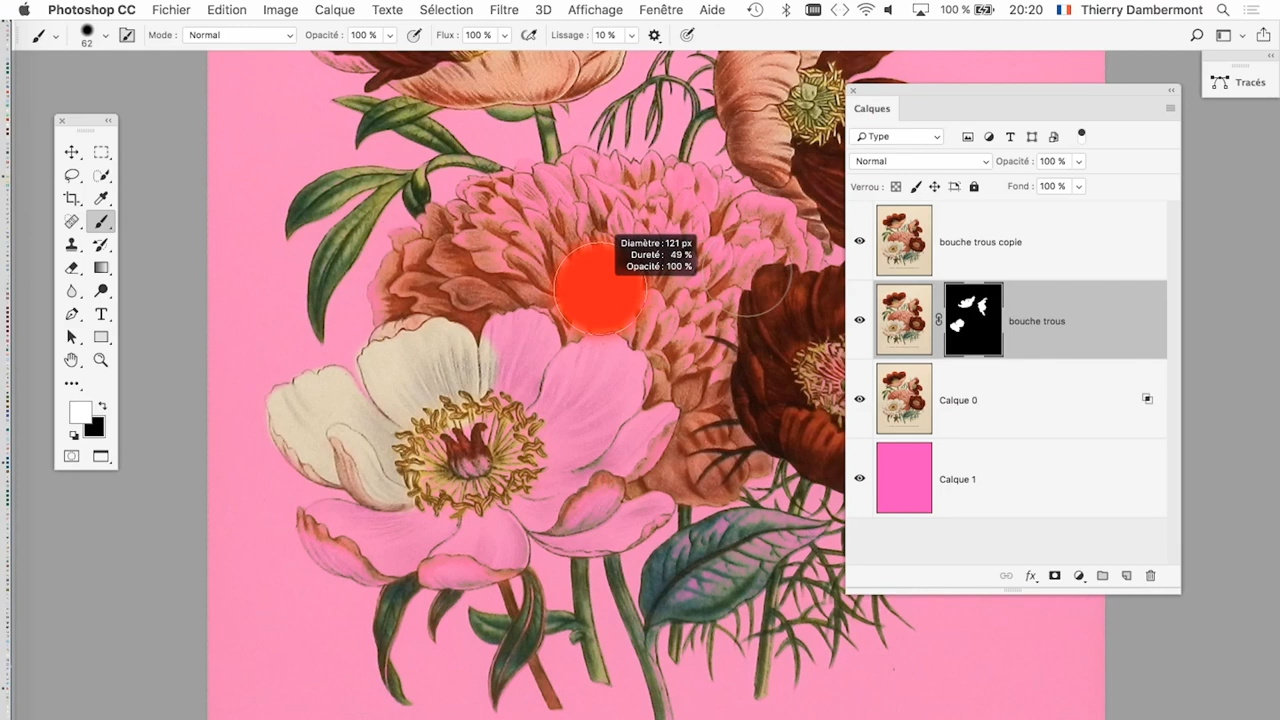 Photoshop CC Fichier Edition Image Calque Texte Sélection Filtre 3D Affichage Fenêtre Aide 100 % 20:20 Thierry Dambermont
62 Mode : Normal Opacité : 100 % Flux : 100 % Lissage : 10 %
Tracés
Calques
Type
Normal Opacité : 100 %
Verrou : Fond : 100 %
bouche trous copie
bouche trous
Calque 0
Calque 1
fx
Diamètre : 121 px
Dureté : 49 %
Opacité : 100 %